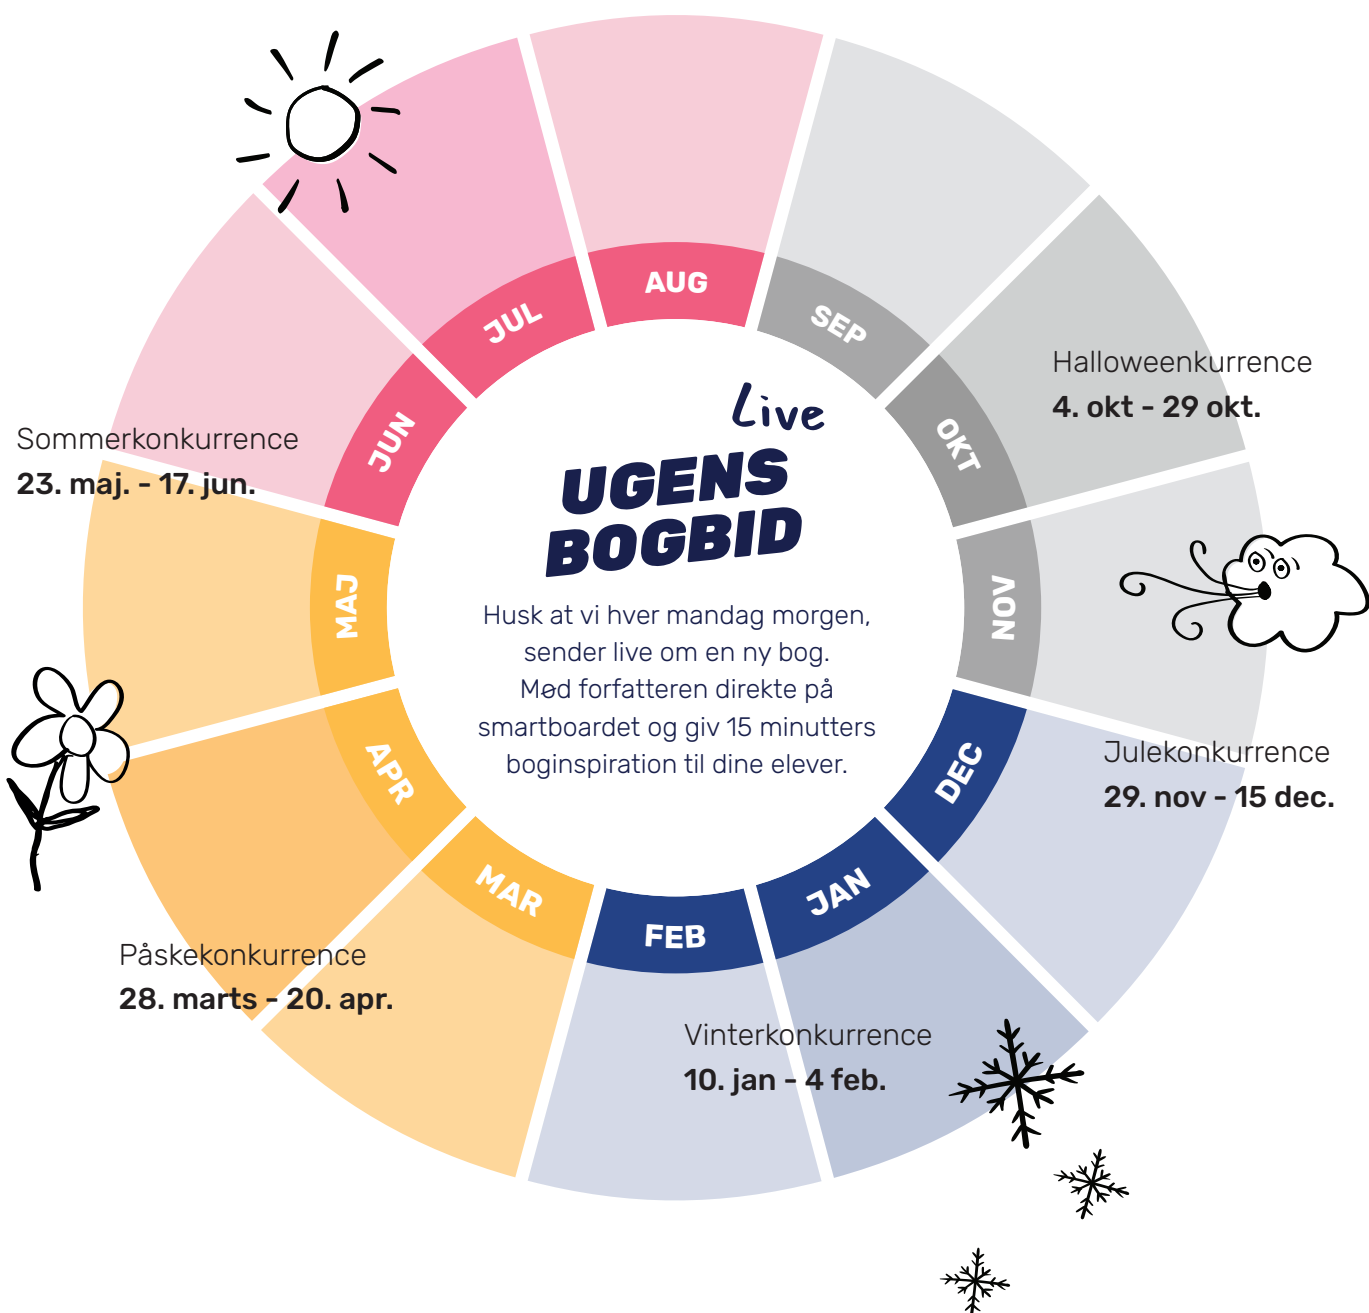 AUG
SEP
OKT
NOV
DEC
JAN
FEB
MAR
APR
MAJ
JUN
JUL
Live
UGENS
BOGBID
Husk at vi hver mandag morgen,
sender live om en ny bog.
Mød forfatteren direkte på
smartboardet og giv 15 minutters
boginspiration til dine elever.
Halloweenkurrence
4. okt - 29 okt.
Julekonkurrence
29. nov - 15 dec.
Vinterkonkurrence
10. jan - 4 feb.
Påskekonkurrence
28. marts - 20. apr.
Sommerkonkurrence
23. maj. - 17. jun.